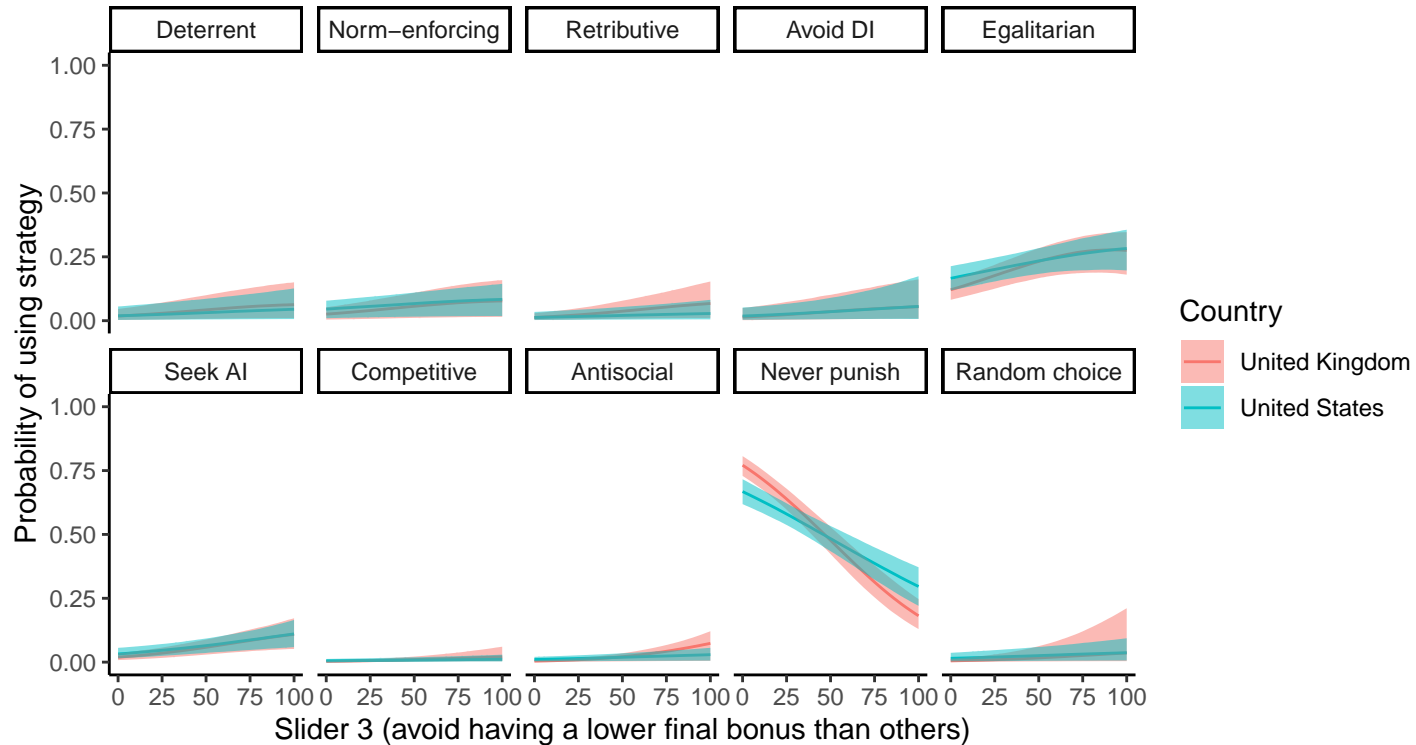 Deterrent Norm−enforcing Retributive Avoid DI Egalitarian
1.00
0.75
0.50
0.25
0.00
Seek AI Competitive Antisocial Never punish Random choice
1.00
0.75
0.50
0.25
0.00
0 25 50 75 100 0 25 50 75 100 0 25 50 75 100 0 25 50 75 100 0 25 50 75 100
Slider 3 (avoid having a lower final bonus than others)
Probability of using strategy
Country
United Kingdom
United States